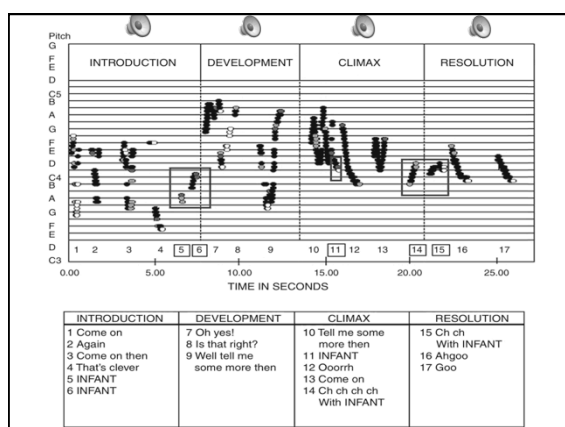 Pitch
G
F
E
D
C5
B
A
G
F
E
D
C4
B
A
G
F
E
D
C3
INTRODUCTION
DEVELOPMENT
CLIMAX
RESOLUTION
1 2 3 4 5 6 7 8 9 10 11 12 13 14 15 16 17
0.00 5.00 10.00 15.00 20.00 25.00
TIME IN SECONDS
INTRODUCTION
1 Come on
2 Again
3 Come on then
4 That's clever
5 INFANT
6 INFANT
DEVELOPMENT
7 Oh yes!
8 Is that right?
9 Well tell me
some more then
CLIMAX
10 Tell me some
more then
11 INFANT
12 Ooorrh
13 Come on
14 Ch ch ch ch
With INFANT
RESOLUTION
15 Ch ch
With INFANT
16 Ahgoo
17 Goo